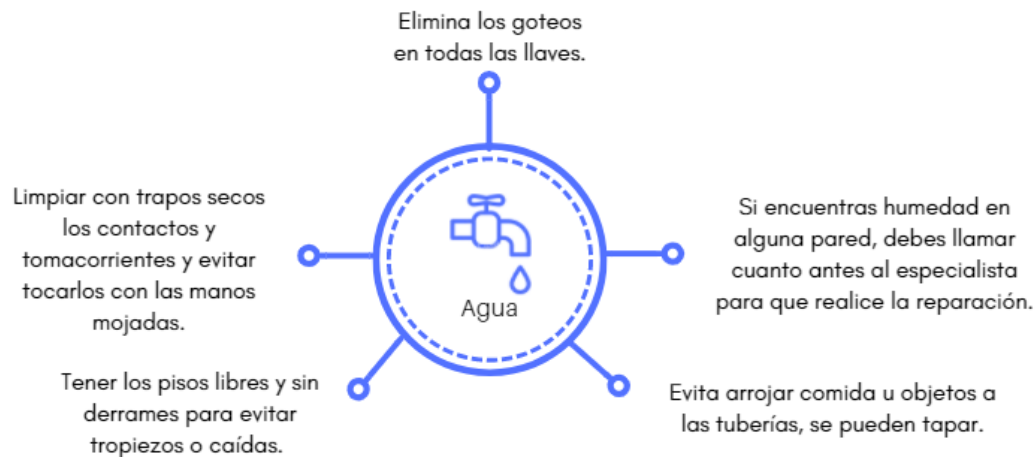 Elimina los goteos
en todas las llaves.
Limpiar con trapos secos
los contactos y
tomacorrientes y evitar
tocarlos con las manos
mojadas.
Si encuentras humedad en
alguna pared, debes llamar
cuanto antes al especialista
para que realice la reparación.
Agua
Tener los pisos libres y sin
derrames para evitar
tropiezos o caídas.
Evita arrojar comida u objetos a
las tuberías, se pueden tapar.